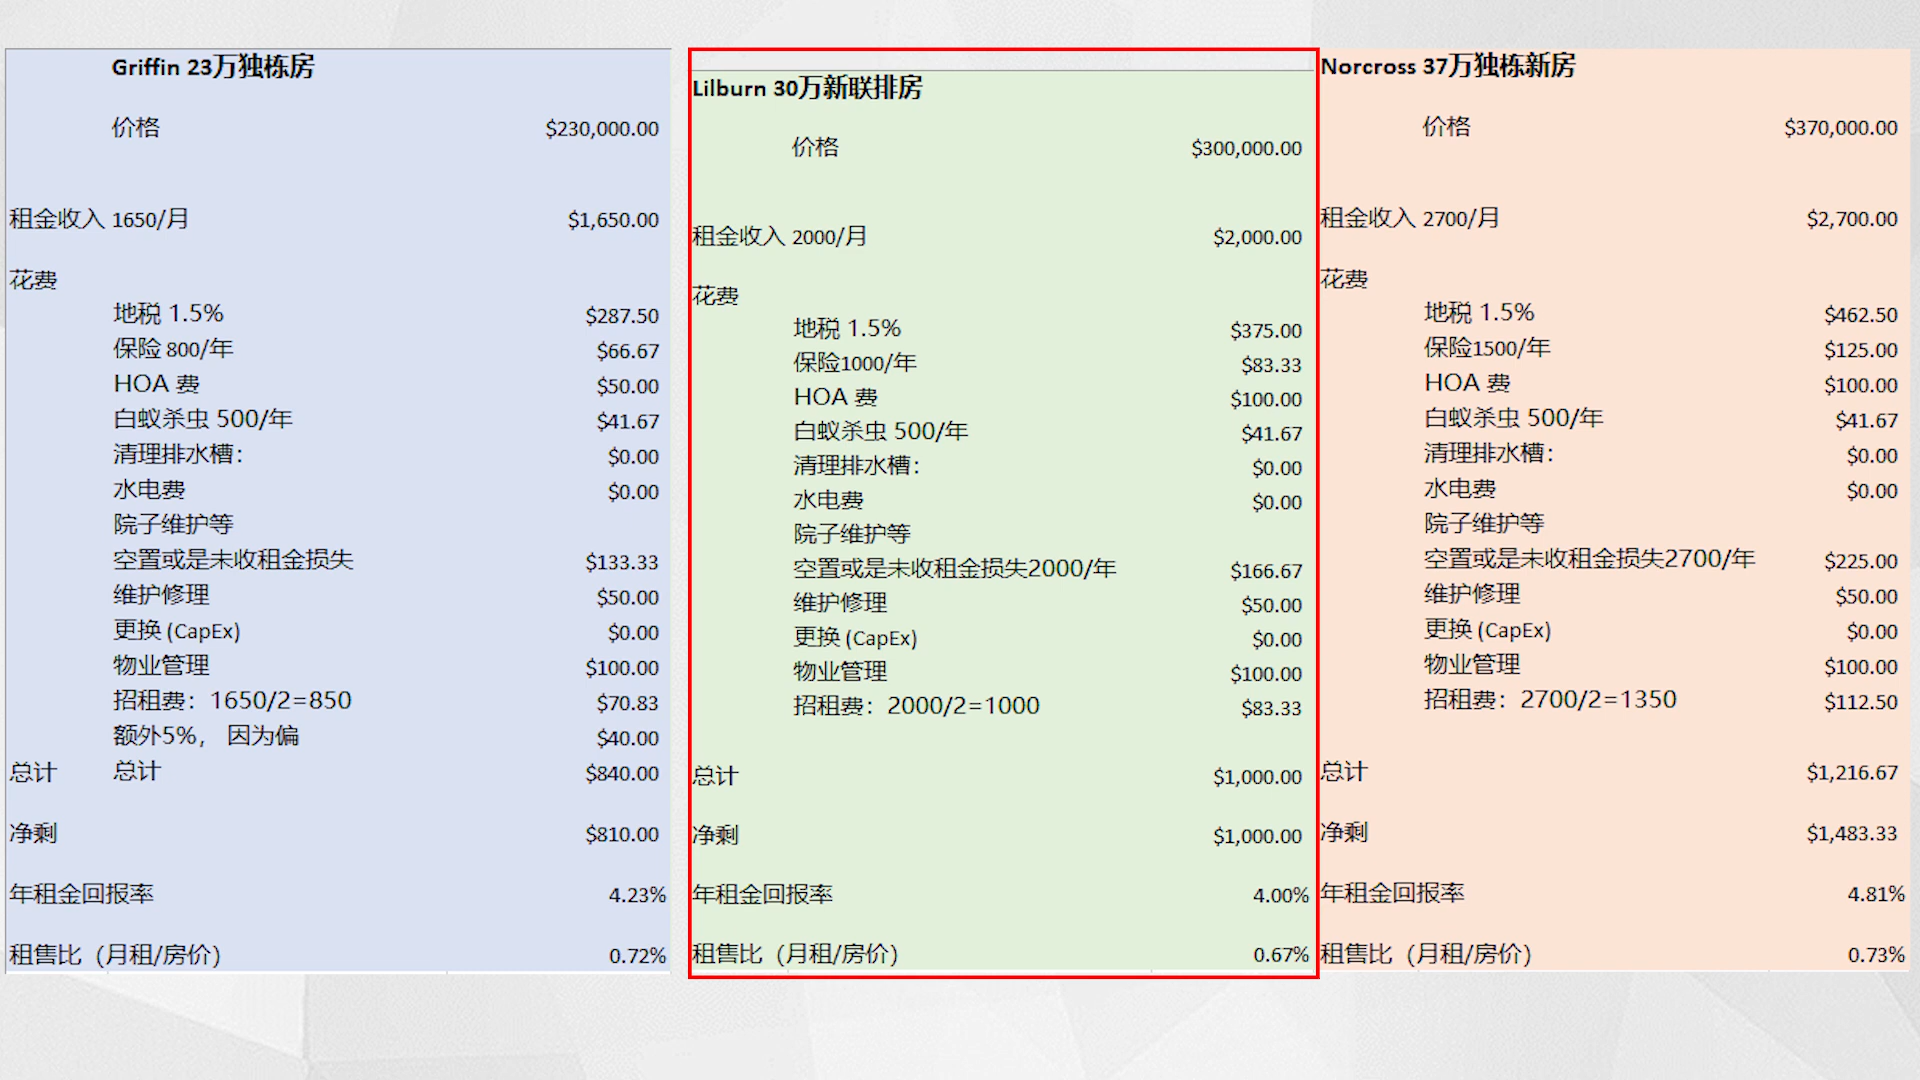 Griffin 23万独栋房
价格 $230,000.00
租金收入 1650/月 $1,650.00
花费
地税 1.5% $287.50
保险 800/年 $66.67
HOA 费 $50.00
白蚁杀虫 500/年 $41.67
清理排水槽： $0.00
水电费 $0.00
院子维护等
空置或是未收租金损失 $133.33
维护修理 $50.00
更换 (CapEx) $0.00
物业管理 $100.00
招租费：1650/2=850 $70.83
额外5%， 因为偏 $40.00
总计 总计 $840.00
净剩 $810.00
年租金回报率 4.23%
租售比（月租/房价） 0.72%
Lilburn 30万新联排房
价格 $300,000.00
租金收入 2000/月 $2,000.00
花费
地税 1.5% $375.00
保险1000/年 $83.33
HOA 费 $100.00
白蚁杀虫 500/年 $41.67
清理排水槽： $0.00
水电费 $0.00
院子维护等
空置或是未收租金损失2000/年 $166.67
维护修理 $50.00
更换 (CapEx) $0.00
物业管理 $100.00
招租费：2000/2=1000 $83.33
总计 $1,000.00
净剩 $1,000.00
年租金回报率 4.00%
租售比（月租/房价） 0.67%
Norcross 37万独栋新房
价格 $370,000.00
租金收入 2700/月 $2,700.00
花费
地税 1.5% $462.50
保险1500/年 $125.00
HOA 费 $100.00
白蚁杀虫 500/年 $41.67
清理排水槽： $0.00
水电费 $0.00
院子维护等
空置或是未收租金损失2700/年 $225.00
维护修理 $50.00
更换 (CapEx) $0.00
物业管理 $100.00
招租费：2700/2=1350 $112.50
总计 $1,216.67
净剩 $1,483.33
年租金回报率 4.81%
租售比（月租/房价） 0.73%